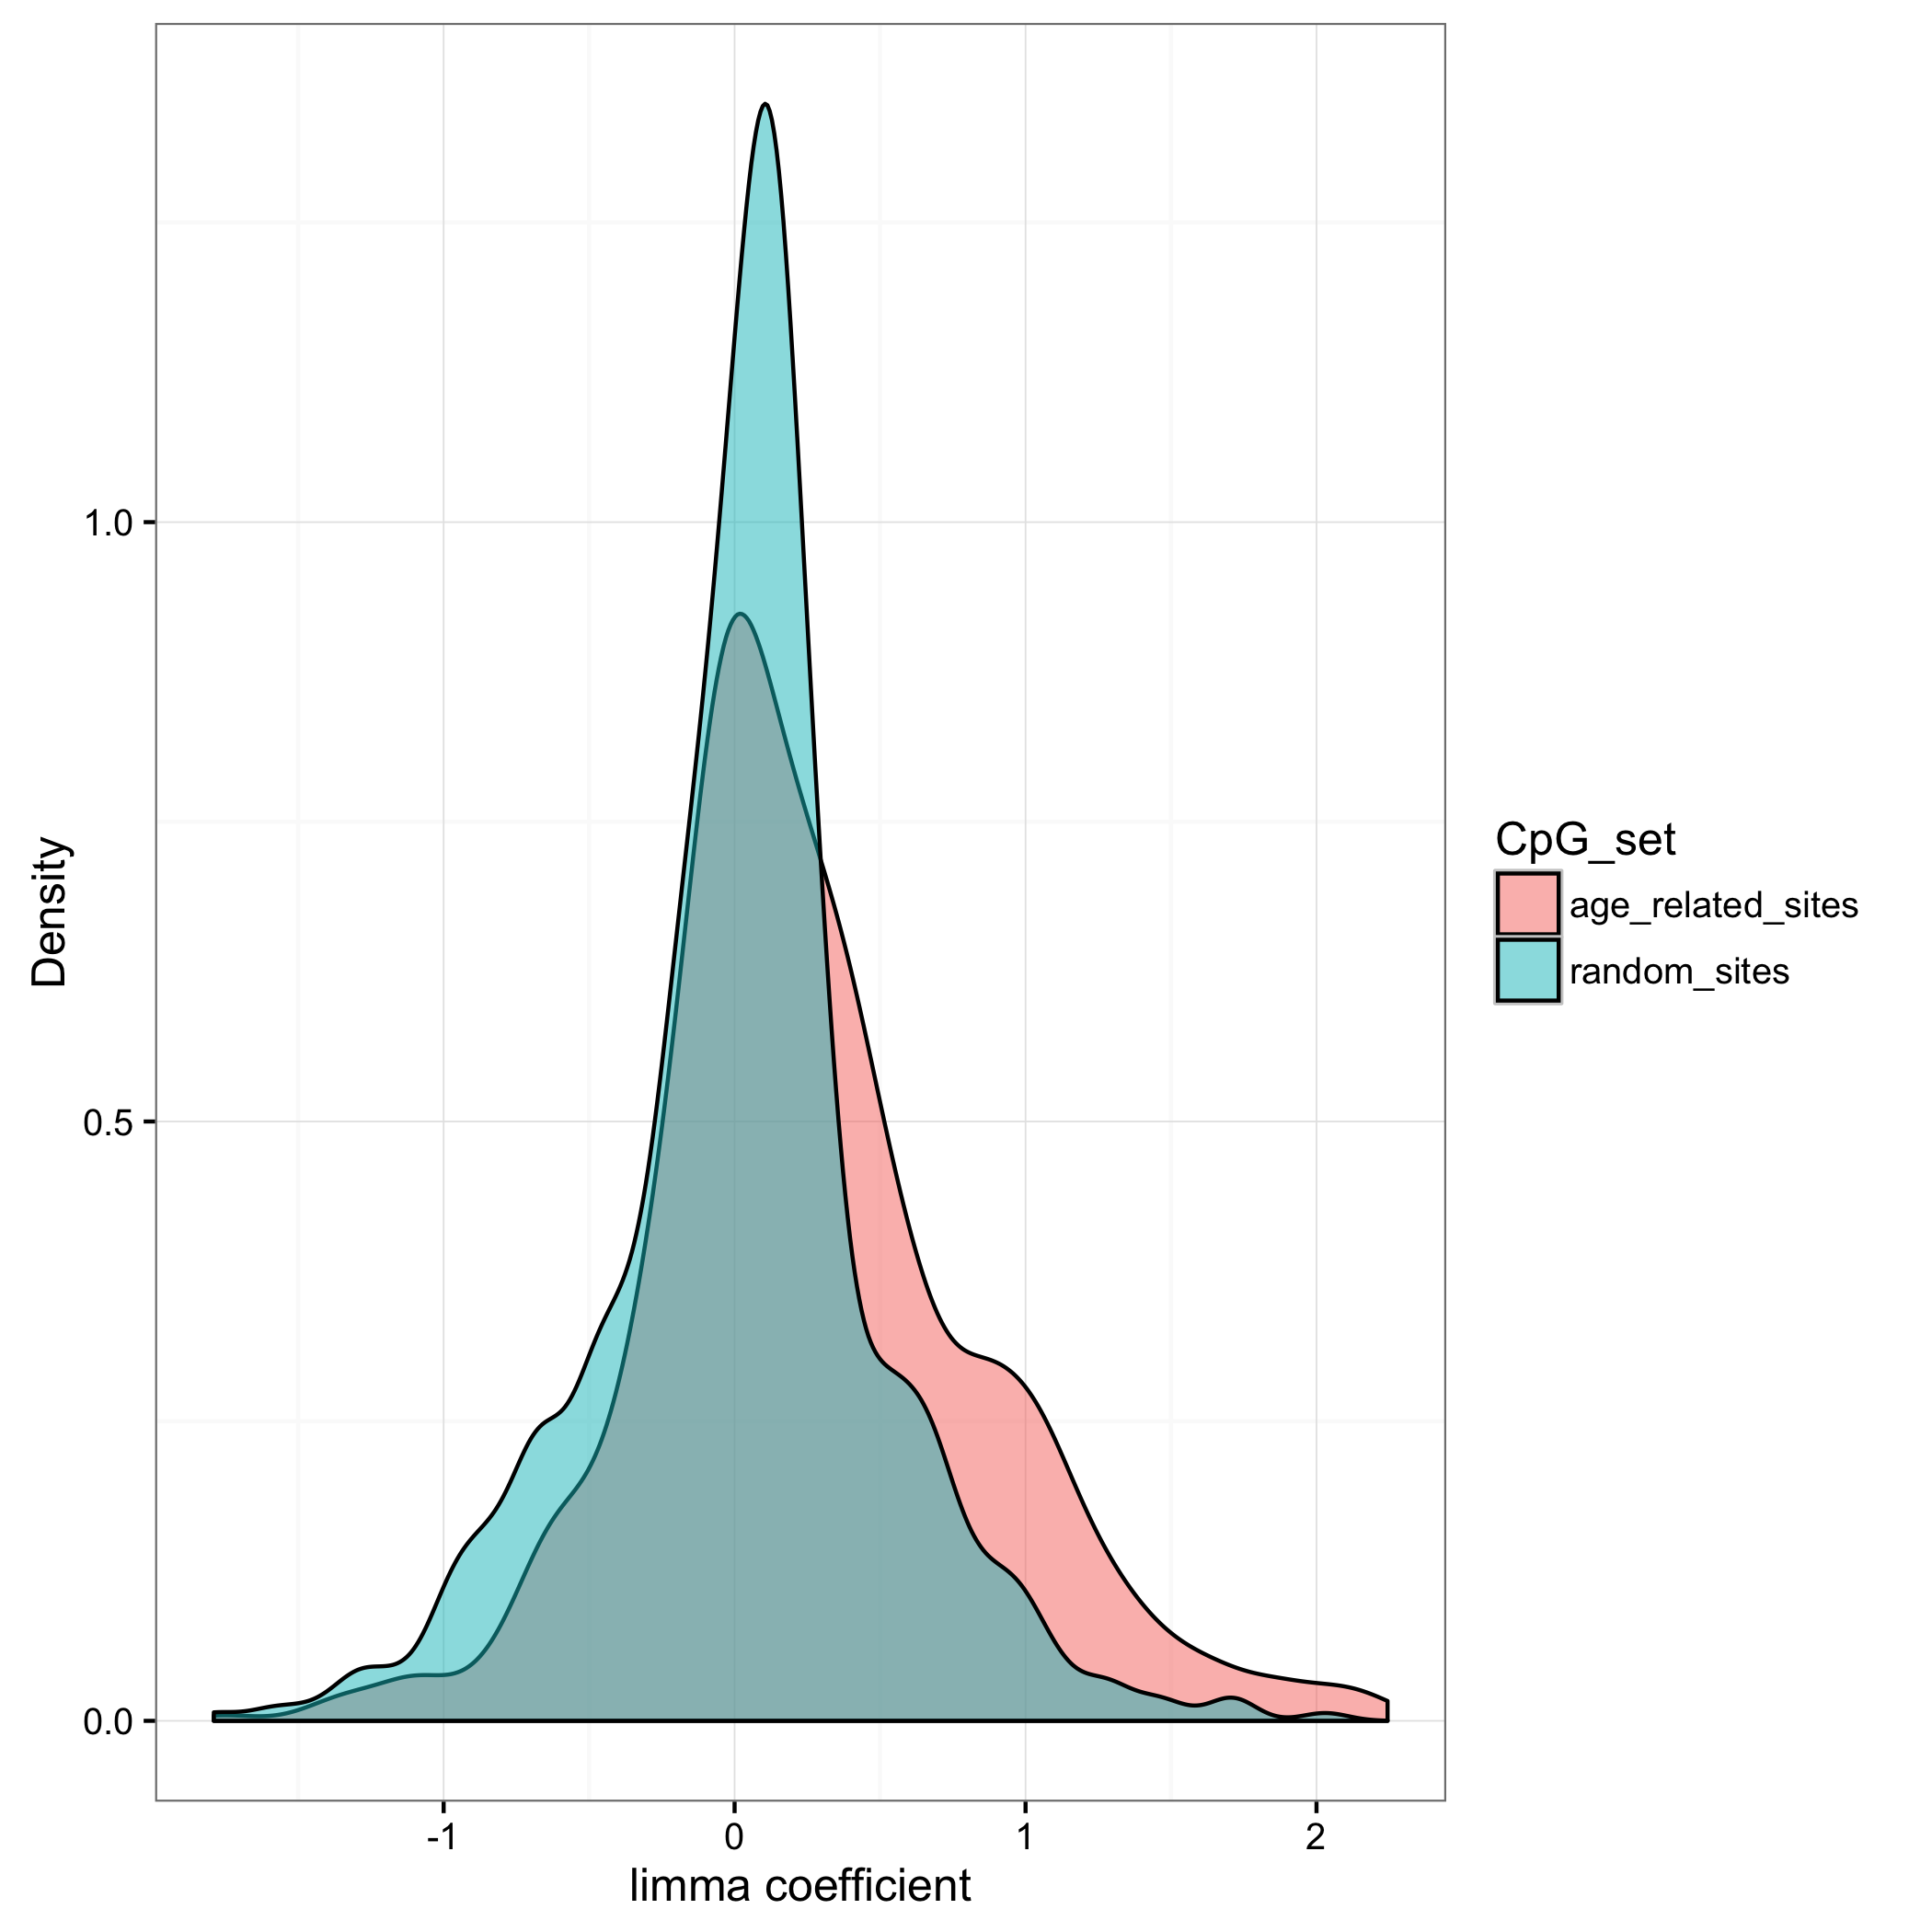 1.0
0.5
0.0
Density
-1
0
1
2
limma coefficient
CpG_set
age_related_sites
random_sites